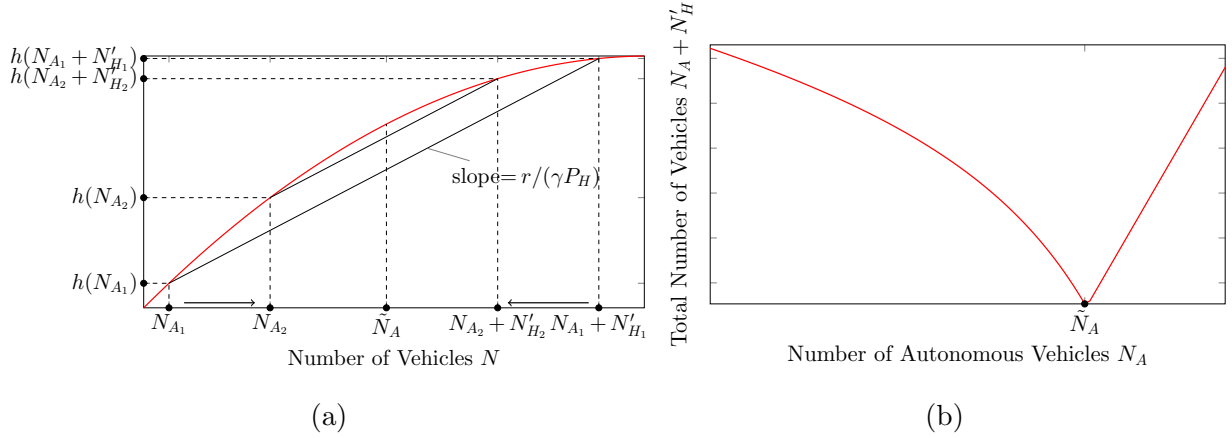 h(N_{A_1} + N'_{H_1})
h(N_{A_2} + N'_{H_2})
h(N_{A_2})
h(N_{A_1})
slope= r/(γP_H)
N_{A_1}
N_{A_2}
Ñ_A
N_{A_2} + N'_{H_2}
N_{A_1} + N'_{H_1}
Number of Vehicles N
(a)
Total Number of Vehicles N_A + N'_H
Ñ_A
Number of Autonomous Vehicles N_A
(b)